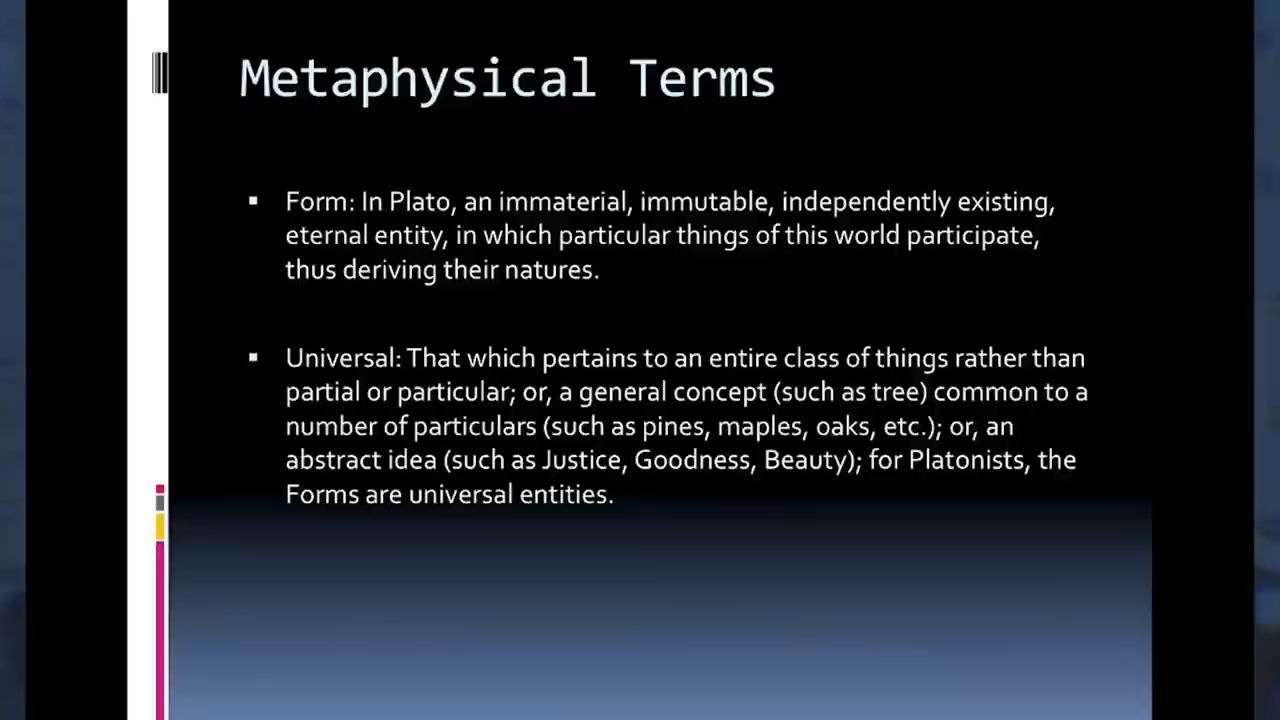 Metaphysical Terms
▪ Form: In Plato, an immaterial, immutable, independently existing,
eternal entity, in which particular things of this world participate,
thus deriving their natures.
▪ Universal: That which pertains to an entire class of things rather than
partial or particular; or, a general concept (such as tree) common to a
number of particulars (such as pines, maples, oaks, etc.); or, an
abstract idea (such as Justice, Goodness, Beauty); for Platonists, the
Forms are universal entities.